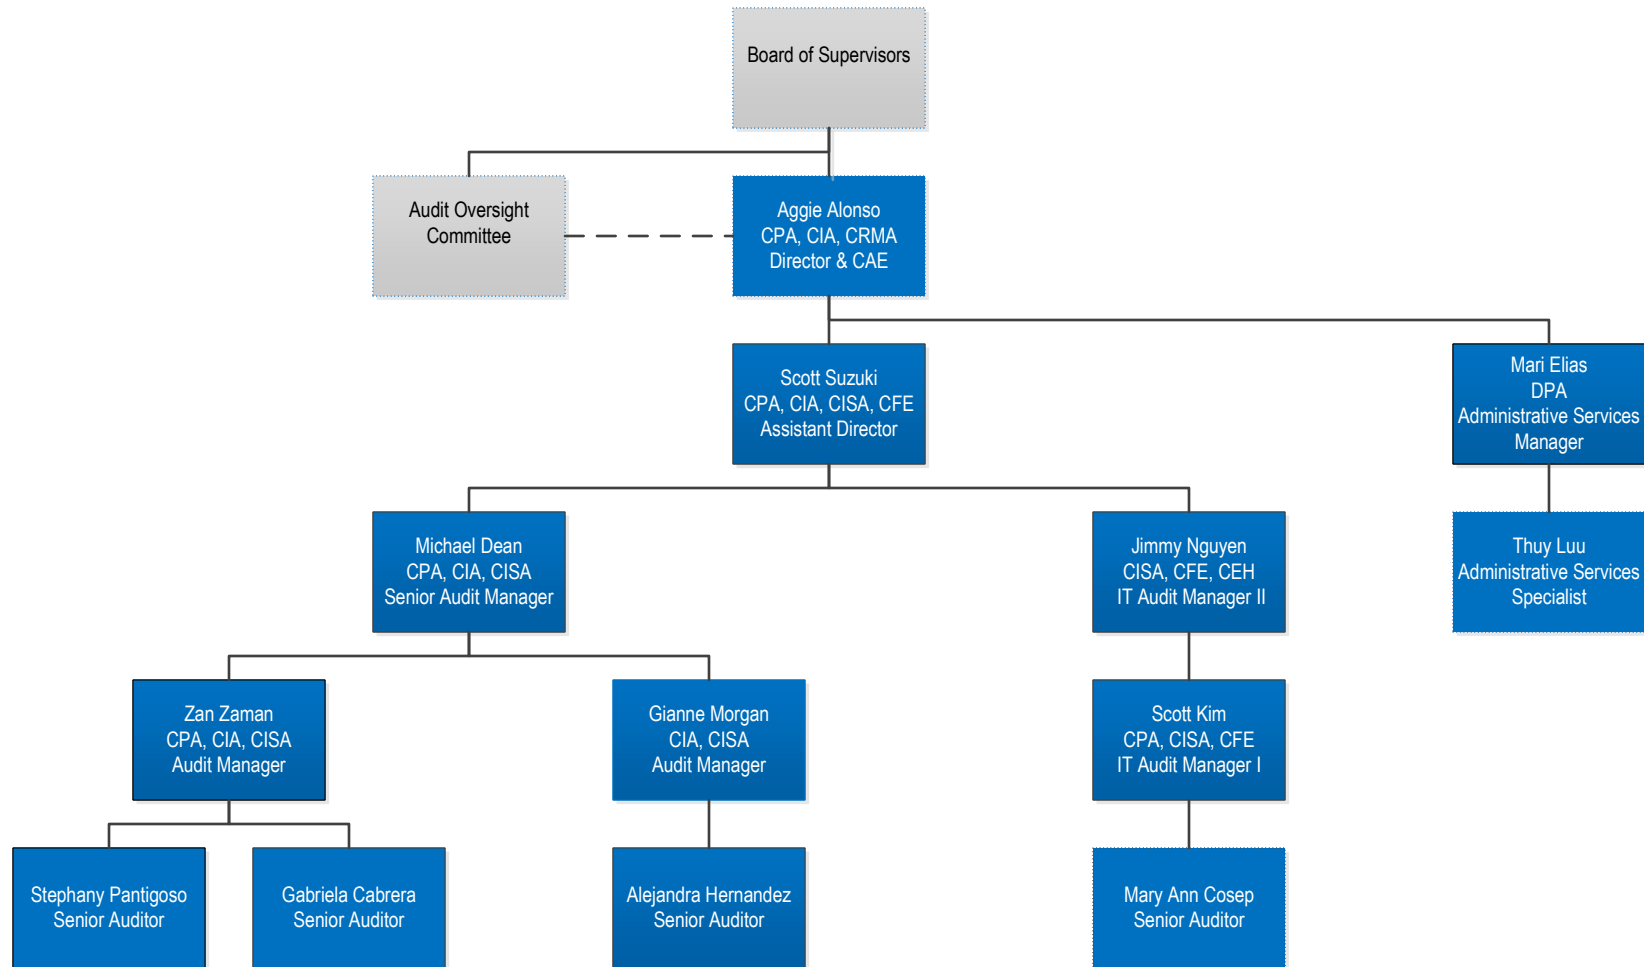 Board of Supervisors
Audit Oversight
Committee
Aggie Alonso
CPA, CIA, CRMA
Director & CAE
Scott Suzuki
CPA, CIA, CISA, CFE
Assistant Director
Mari Elias
DPA
Administrative Services
Manager
Michael Dean
CPA, CIA, CISA
Senior Audit Manager
Jimmy Nguyen
CISA, CFE, CEH
IT Audit Manager II
Thuy Luu
Administrative Services
Specialist
Zan Zaman
CPA, CIA, CISA
Audit Manager
Gianne Morgan
CIA, CISA
Audit Manager
Scott Kim
CPA, CISA, CFE
IT Audit Manager I
Stephany Pantigoso
Senior Auditor
Gabriela Cabrera
Senior Auditor
Alejandra Hernandez
Senior Auditor
Mary Ann Cosep
Senior Auditor